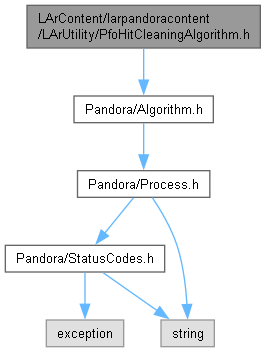 LArContent/larpandoracontent
/LArUtility/PfoHitCleaningAlgorithm.h
Pandora/Algorithm.h
Pandora/Process.h
Pandora/StatusCodes.h
exception
string